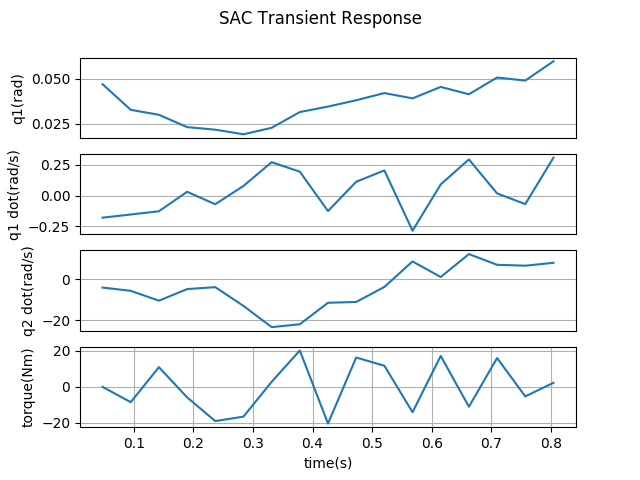 SAC Transient Response
q1(rad)
0.050
0.025
q1 dot(rad/s)
0.25
0.00
−0.25
q2 dot(rad/s)
0
−20
torque(Nm)
20
0
−20
0.1 0.2 0.3 0.4 0.5 0.6 0.7 0.8
time(s)